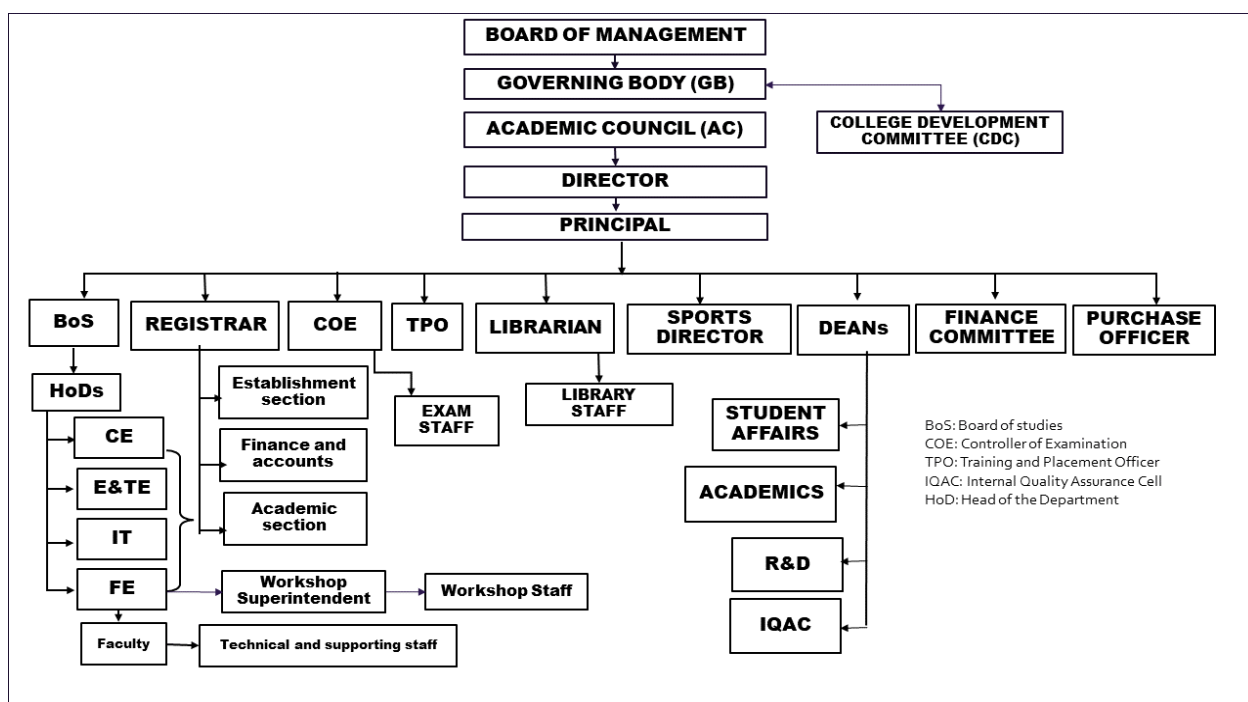 BOARD OF MANAGEMENT
GOVERNING BODY (GB)
ACADEMIC COUNCIL (AC)
COLLEGE DEVELOPMENT
COMMITTEE (CDC)
DIRECTOR
PRINCIPAL
BoS
REGISTRAR
COE
TPO
LIBRARIAN
SPORTS
DIRECTOR
DEANs
FINANCE
COMMITTEE
PURCHASE
OFFICER
HoDs
Establishment
section
EXAM
STAFF
LIBRARY
STAFF
STUDENT
AFFAIRS
CE
Finance and
accounts
E&TE
ACADEMICS
Academic
section
IT
R&D
FE
Workshop
Superintendent
Workshop Staff
IQAC
Faculty
Technical and supporting staff
BoS: Board of studies
COE: Controller of Examination
TPO: Training and Placement Officer
IQAC: Internal Quality Assurance Cell
HoD: Head of the Department